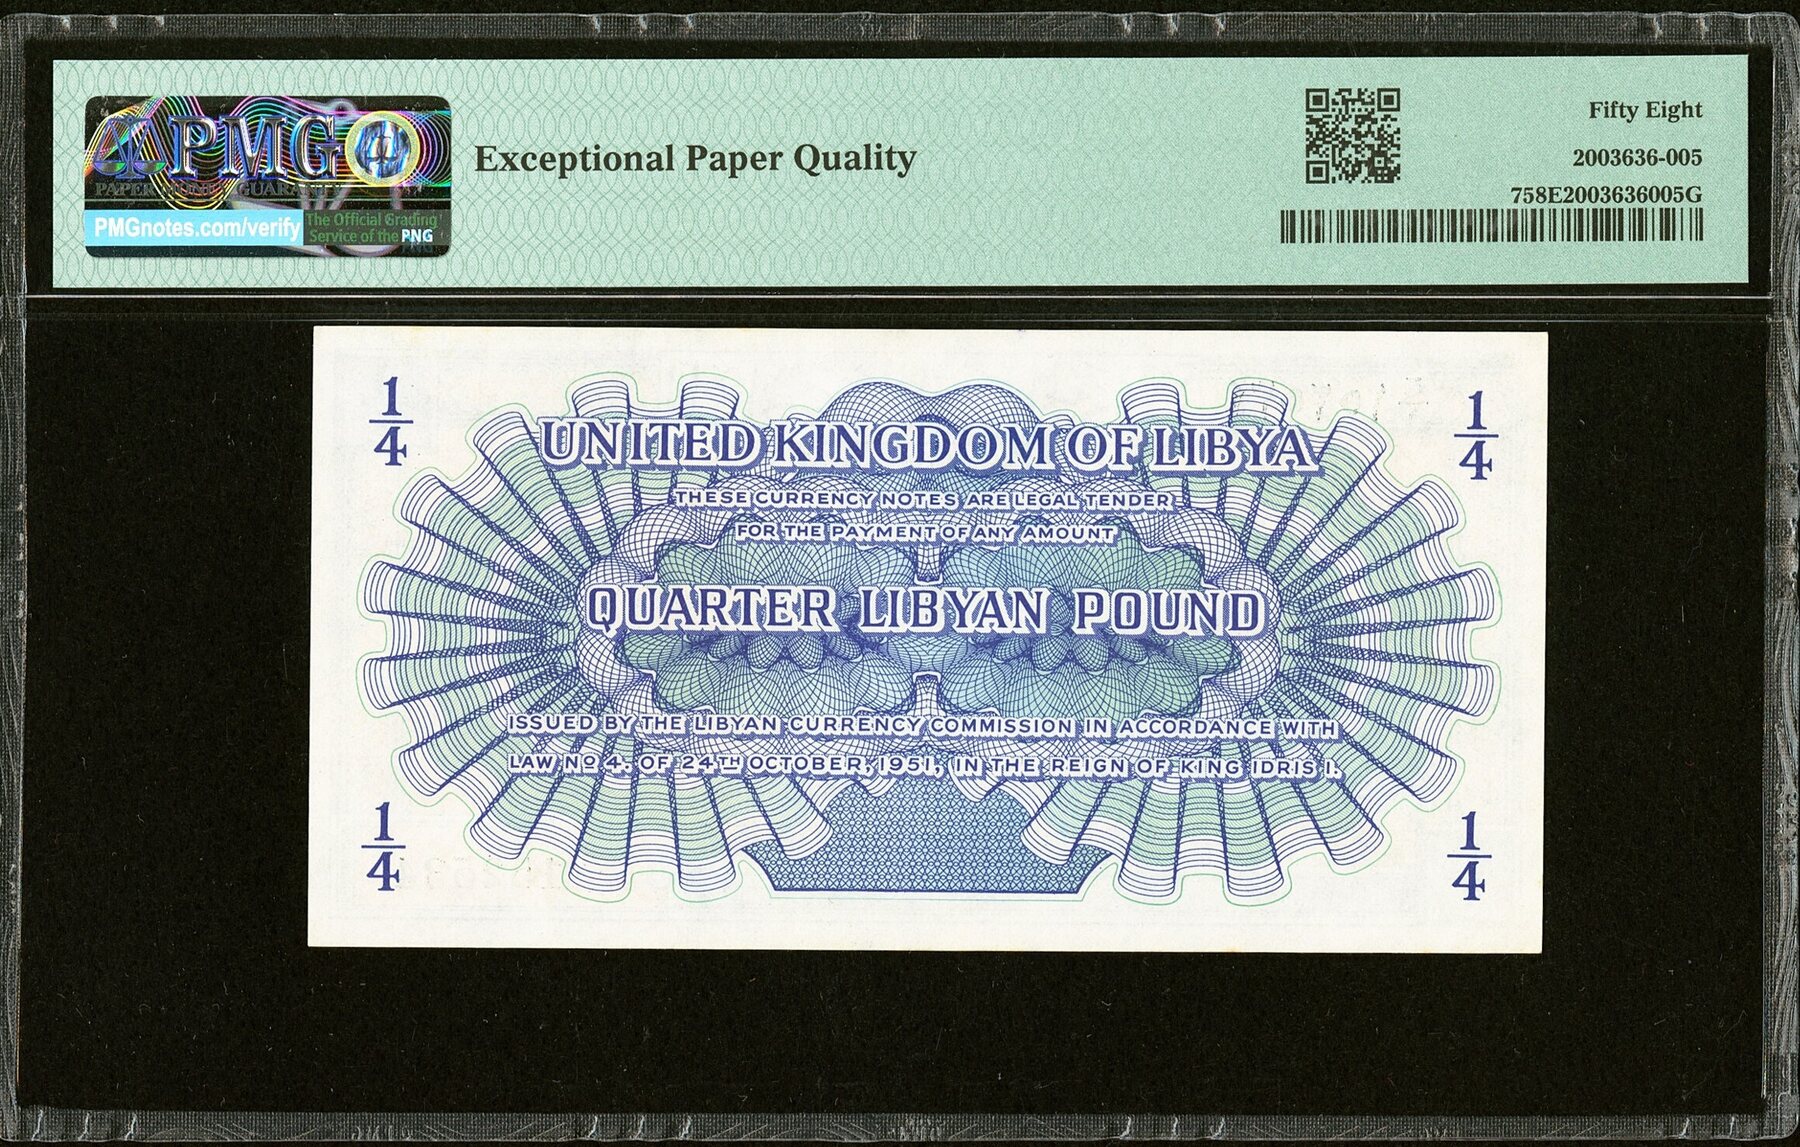 PMG
PAPER MONEY GUARANTY
PMGnotes.com/verify
The Official Grading
Service of the PNG
Exceptional Paper Quality
Fifty Eight
2003636-005
758E2003636005G
1/4
1/4
UNITED KINGDOM OF LIBYA
THESE CURRENCY NOTES ARE LEGAL TENDER
FOR THE PAYMENT OF ANY AMOUNT
QUARTER LIBYAN POUND
ISSUED BY THE LIBYAN CURRENCY COMMISSION IN ACCORDANCE WITH
LAW Nº 4. OF 24TH OCTOBER, 1951, IN THE REIGN OF KING IDRIS I.
1/4
1/4